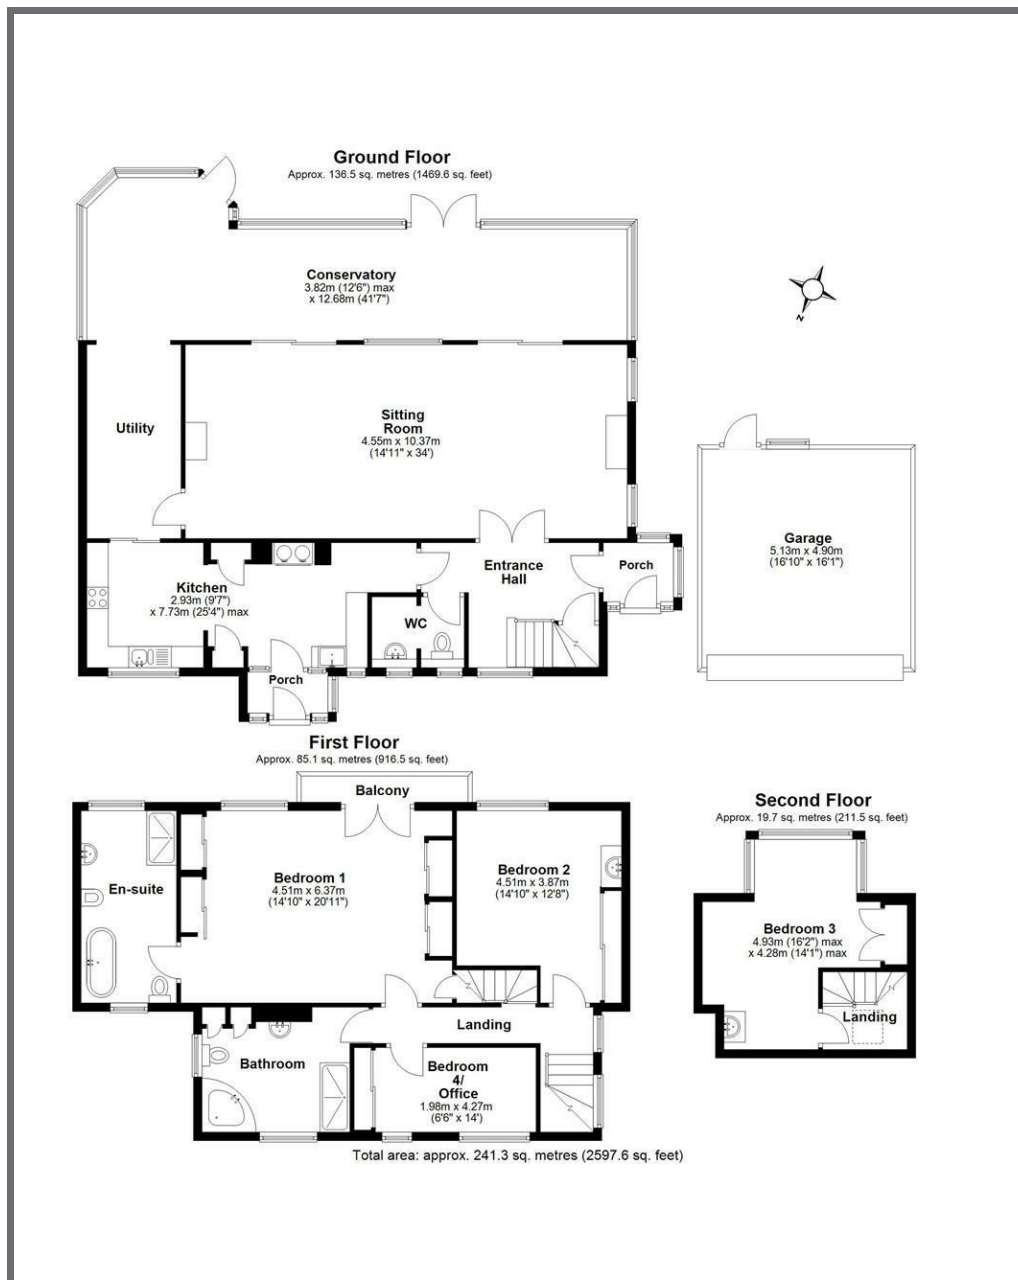 Ground Floor
Approx. 136.5 sq. metres (1469.6 sq. feet)
Conservatory
3.82m (12'6") max
x 12.68m (41'7")
N
Utility
Sitting
Room
4.55m x 10.37m
(14'11" x 34')
Garage
5.13m x 4.90m
(16'10" x 16'1")
Kitchen
2.93m (9'7")
x 7.73m (25'4") max
Entrance
Hall
Porch
WC
Porch
First Floor
Approx. 85.1 sq. metres (916.5 sq. feet)
Balcony
En-suite
Bedroom 1
4.51m x 6.37m
(14'10" x 20'11")
Bedroom 2
4.51m x 3.87m
(14'10" x 12'8")
Landing
Bathroom
Bedroom
4/
Office
1.98m x 4.27m
(6'6" x 14')
Second Floor
Approx. 19.7 sq. metres (211.5 sq. feet)
Bedroom 3
4.93m (16'2") max
x 4.28m (14'1") max
Landing
Total area: approx. 241.3 sq. metres (2597.6 sq. feet)